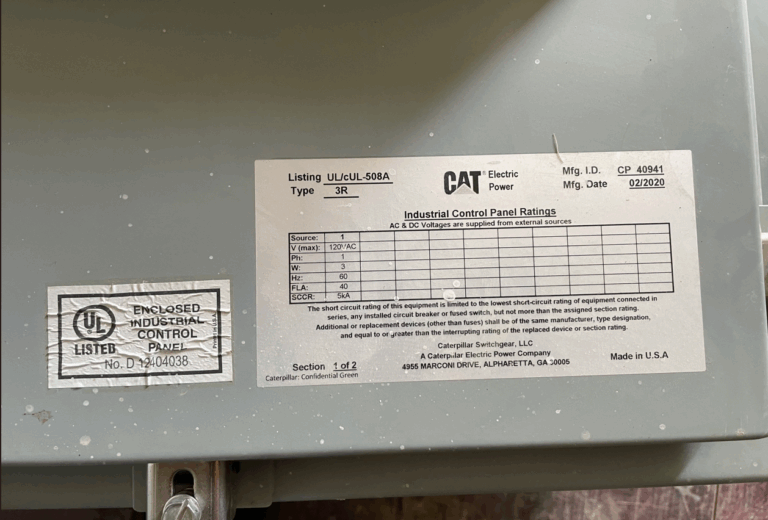 Listing UL/cUL-508A
Type 3R
CAT Electric
Power
Mfg. I.D. CP 40941
Mfg. Date 02/2020
Industrial Control Panel Ratings
AC & DC Voltages are supplied from external sources
Source: 1
V (max): 120VAC
Ph: 1
W: 3
Hz: 60
FLA: 40
SCCR: 5kA
The short circuit rating of this equipment is limited to the lowest short-circuit rating of equipment connected in
series, any installed circuit breaker or fused switch, but not more than the assigned section rating.
Additional or replacement devices (other than fuses) shall be of the same manufacturer, type designation,
and equal to or greater than the interrupting rating of the replaced device or section rating.
Caterpillar Switchgear, LLC
A Caterpillar Electric Power Company
4955 MARCONI DRIVE, ALPHARETTA, GA 30005
Made in U.S.A
Section 1 of 2
Caterpillar: Confidential Green
UL
LISTED
ENCLOSED
INDUSTRIAL
CONTROL
PANEL
No. D 12404038